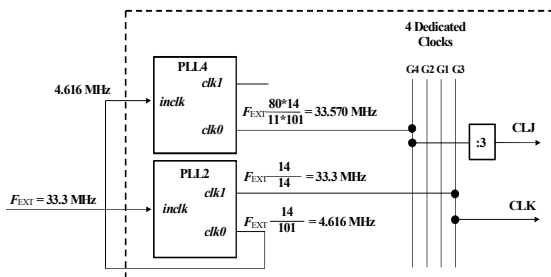 4 Dedicated
Clocks
G4 G2 G1 G3
PLL4
clk1
4.616 MHz
inclk
clk0
F_EXT 80*14 / 11*101 = 33.570 MHz
:3
CLJ
PLL2
clk1
F_EXT 14 / 14 = 33.3 MHz
F_EXT = 33.3 MHz
inclk
clk0
F_EXT 14 / 101 = 4.616 MHz
CLK